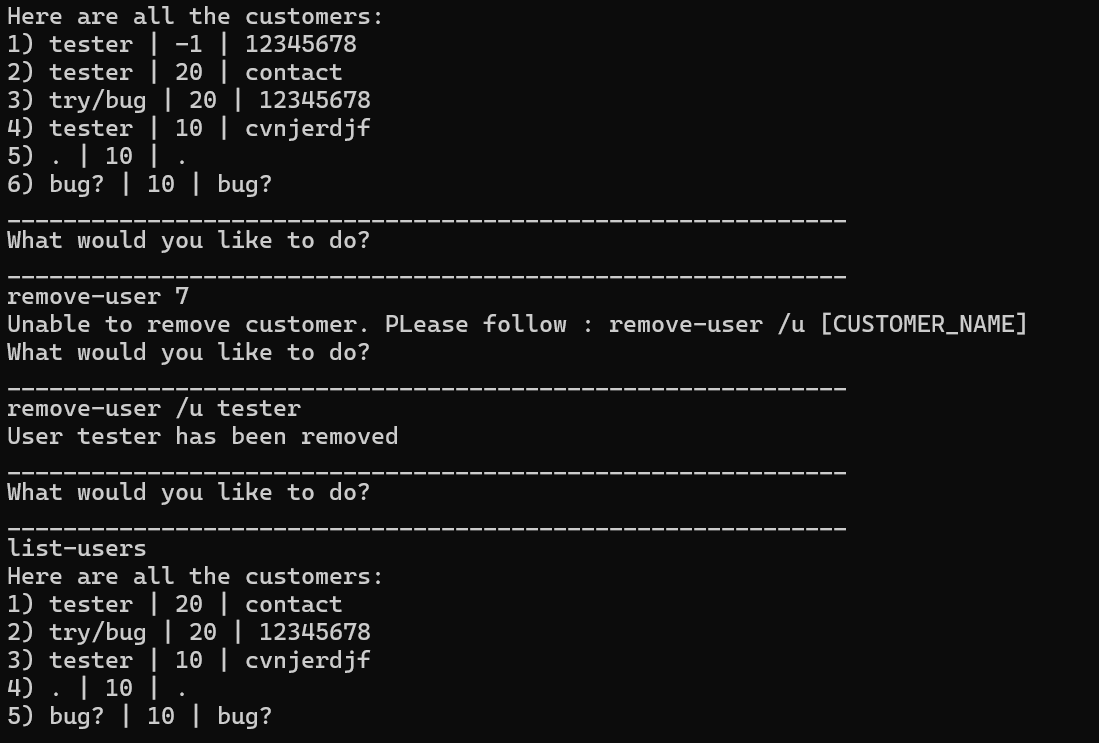 Here are all the customers:
1) tester | -1 | 12345678
2) tester | 20 | contact
3) try/bug | 20 | 12345678
4) tester | 10 | cvnjerdjf
5) . | 10 | .
6) bug? | 10 | bug?
____________________________________________________________
What would you like to do?
____________________________________________________________
remove-user 7
Unable to remove customer. PLease follow : remove-user /u [CUSTOMER_NAME]
What would you like to do?
____________________________________________________________
remove-user /u tester
User tester has been removed
____________________________________________________________
What would you like to do?
____________________________________________________________
list-users
Here are all the customers:
1) tester | 20 | contact
2) try/bug | 20 | 12345678
3) tester | 10 | cvnjerdjf
4) . | 10 | .
5) bug? | 10 | bug?